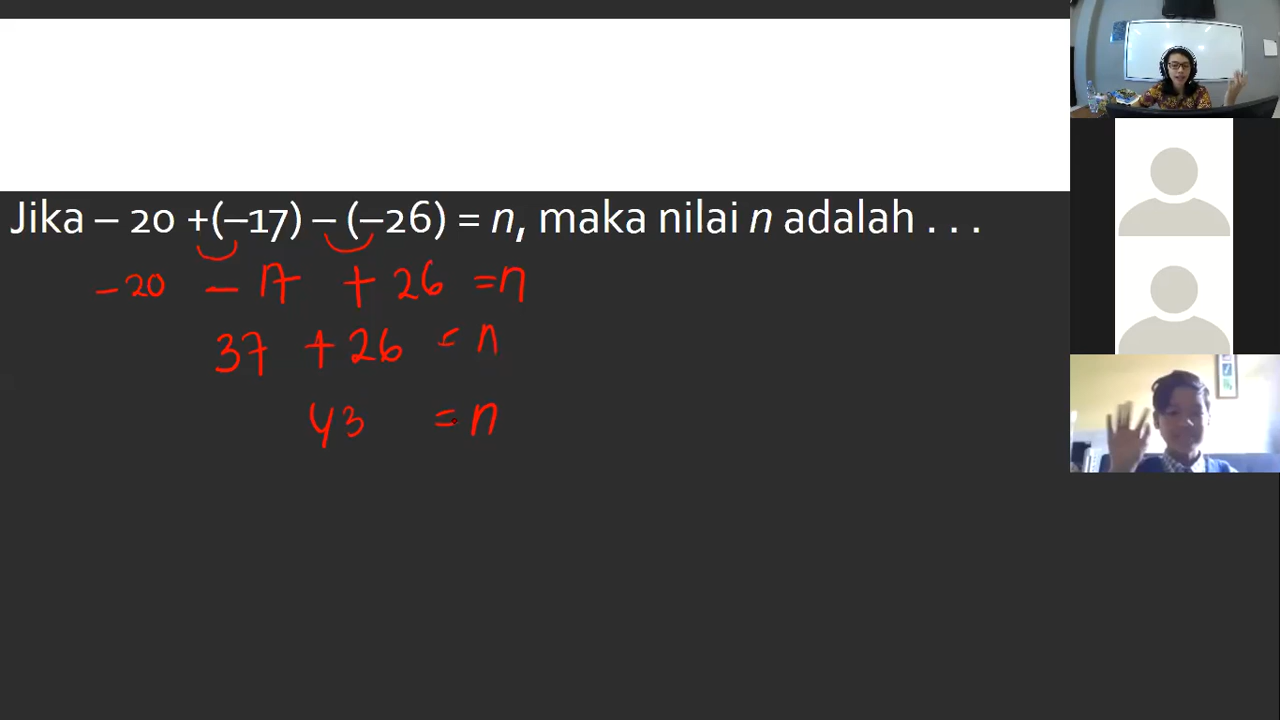 Jika – 20 +(–17) – (–26) = n, maka nilai n adalah . . .
– 20 – 17 + 26 = n
37 + 26 = n
43 = n